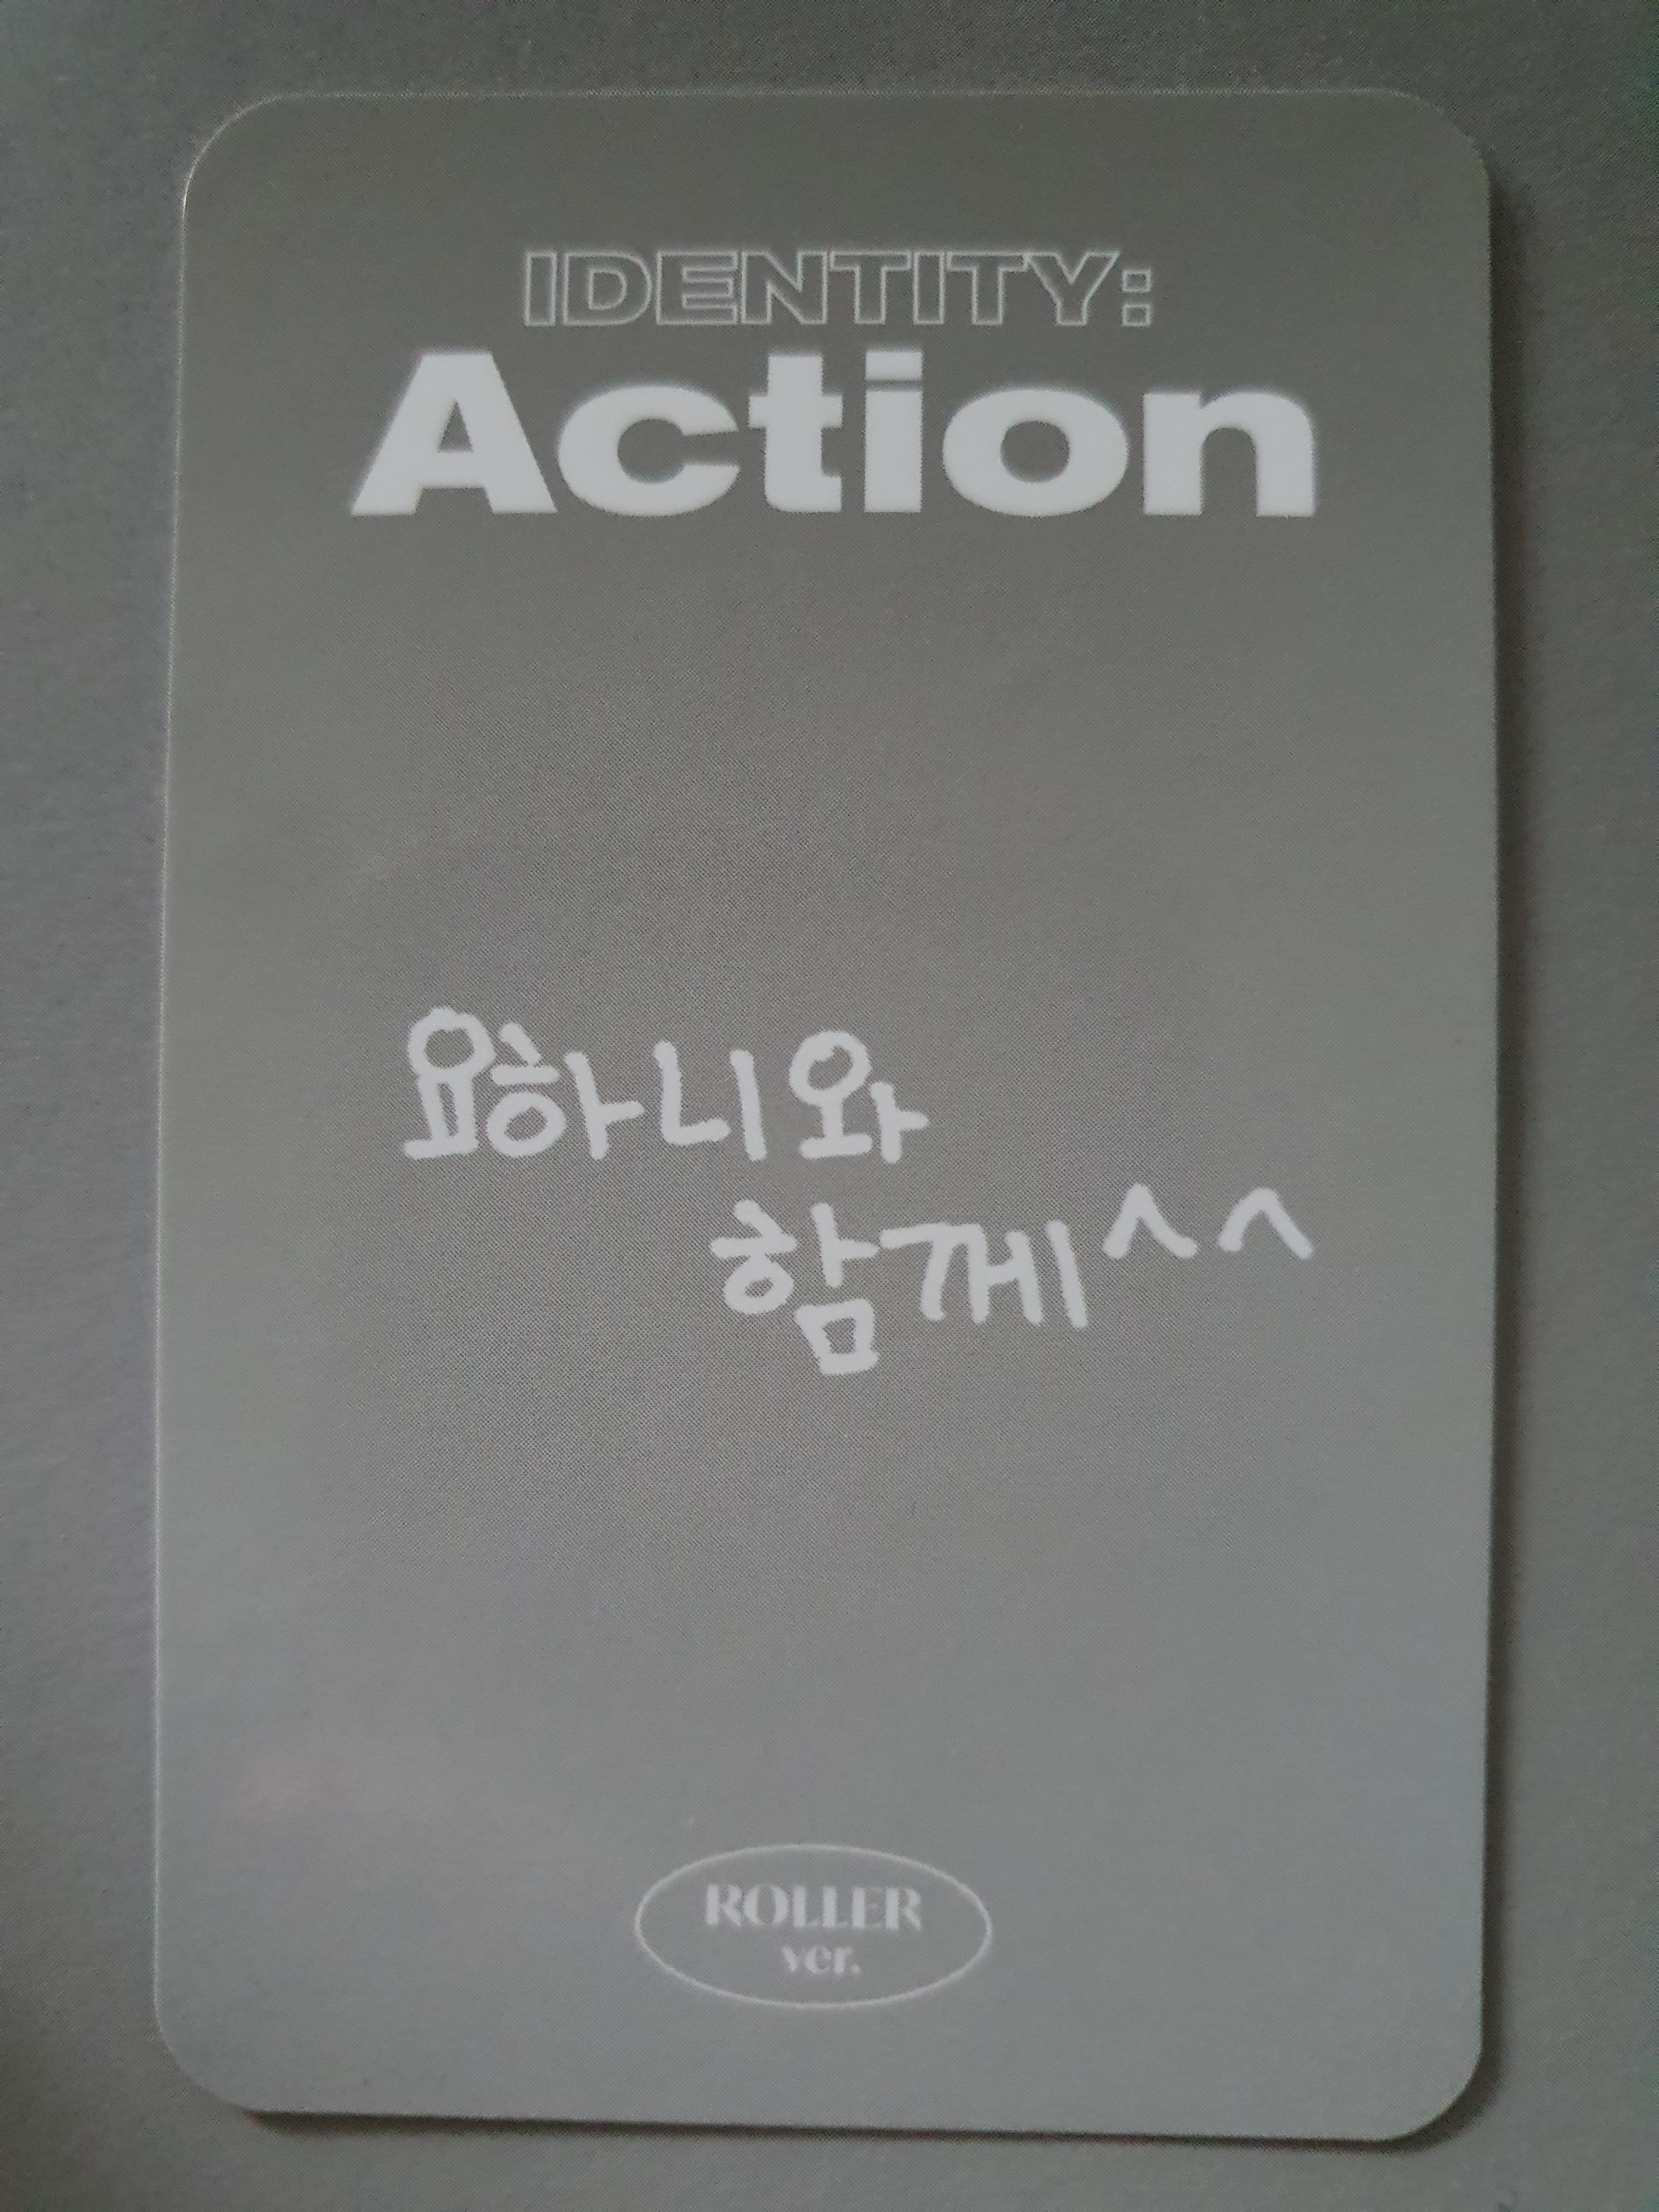 IDENTITY:
Action
요하니와
함께^^
ROLLER
ver.